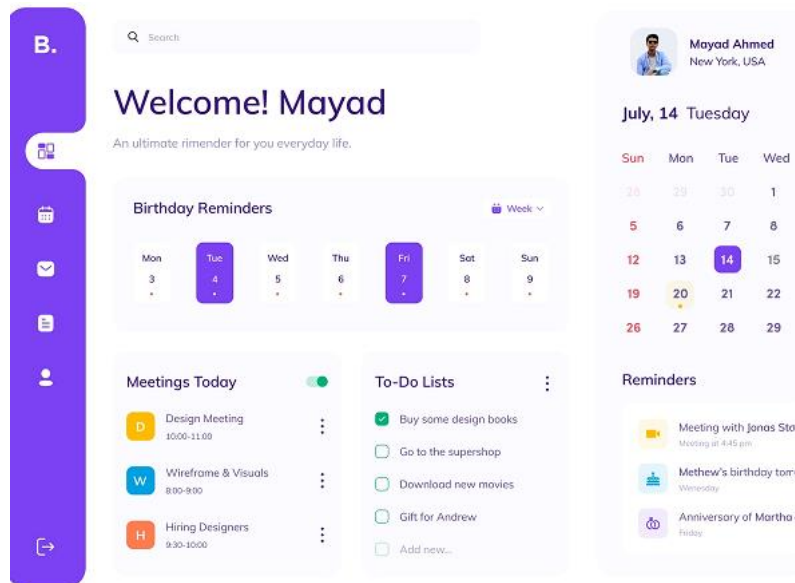 B.
Search
Welcome! Mayad
An ultimate rimender for you everyday life.
Birthday Reminders
Week
Mon Tue Wed Thu Fri Sat Sun
3 4 5 6 7 8 9
Meetings Today
D
Design Meeting
10:00-11:00
W
Wireframe & Visuals
8:00-9:00
H
Hiring Designers
9:30-10:00
To-Do Lists
Buy some design books
Go to the supershop
Download new movies
Gift for Andrew
Add new...
Mayad Ahmed
New York, USA
July, 14 Tuesday
Sun Mon Tue Wed
28 29 30 1
5 6 7 8
12 13 14 15
19 20 21 22
26 27 28 29
Reminders
Meeting with Jonas Sto
Meeting at 4:45 pm
Methew's birthday tom
Wenesday
Anniversary of Martha
Friday